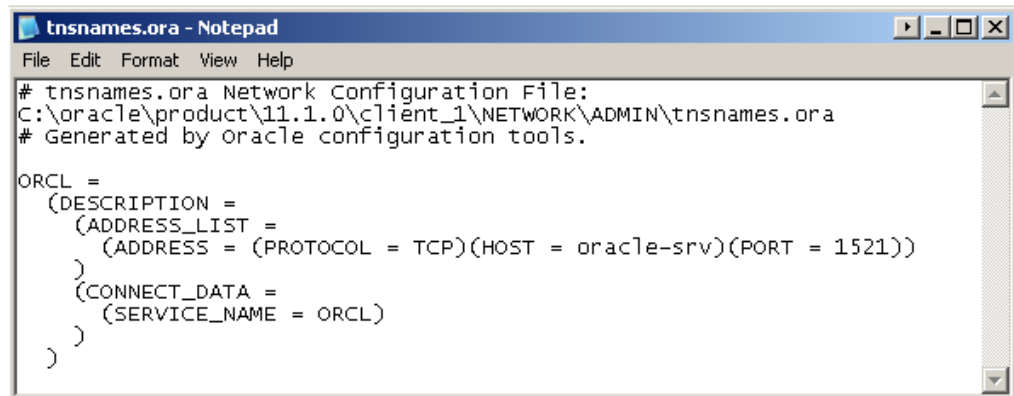 tnsnames.ora - Notepad
File Edit Format View Help
# tnsnames.ora Network Configuration File:
C:\oracle\product\11.1.0\client_1\NETWORK\ADMIN\tnsnames.ora
# Generated by Oracle configuration tools.
ORCL =
(DESCRIPTION =
(ADDRESS_LIST =
(ADDRESS = (PROTOCOL = TCP)(HOST = oracle-srv)(PORT = 1521))
)
(CONNECT_DATA =
(SERVICE_NAME = ORCL)
)
)